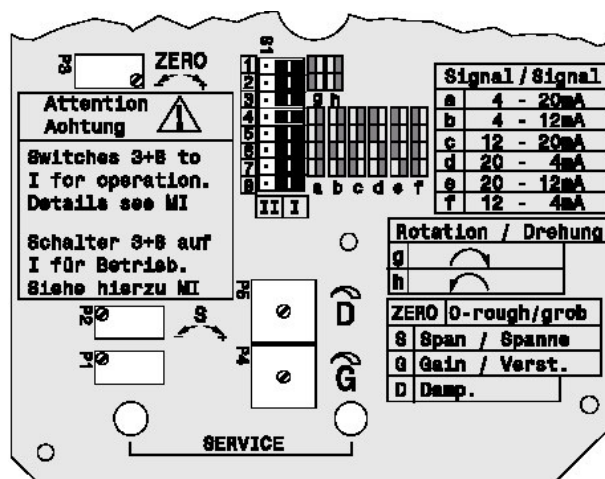 P3
ZERO
- +
S1
1
2
3
4
5
6
7
8
g h
a b c d e f
II I
Attention
Achtung
Switches 3+8 to
I for operation.
Details see MI
Schalter 3+8 auf
I für Betrieb.
Siehe hierzu MI
Signal / Signal
a 4 - 20mA
b 4 - 12mA
c 12 - 20mA
d 20 - 4mA
e 20 - 12mA
f 12 - 4mA
Rotation / Drehung
g
h
ZERO 0-rough/grob
S Span / Spanne
G Gain / Verst.
D Damp.
P2
- S +
P1
P5
D
P4
G
SERVICE